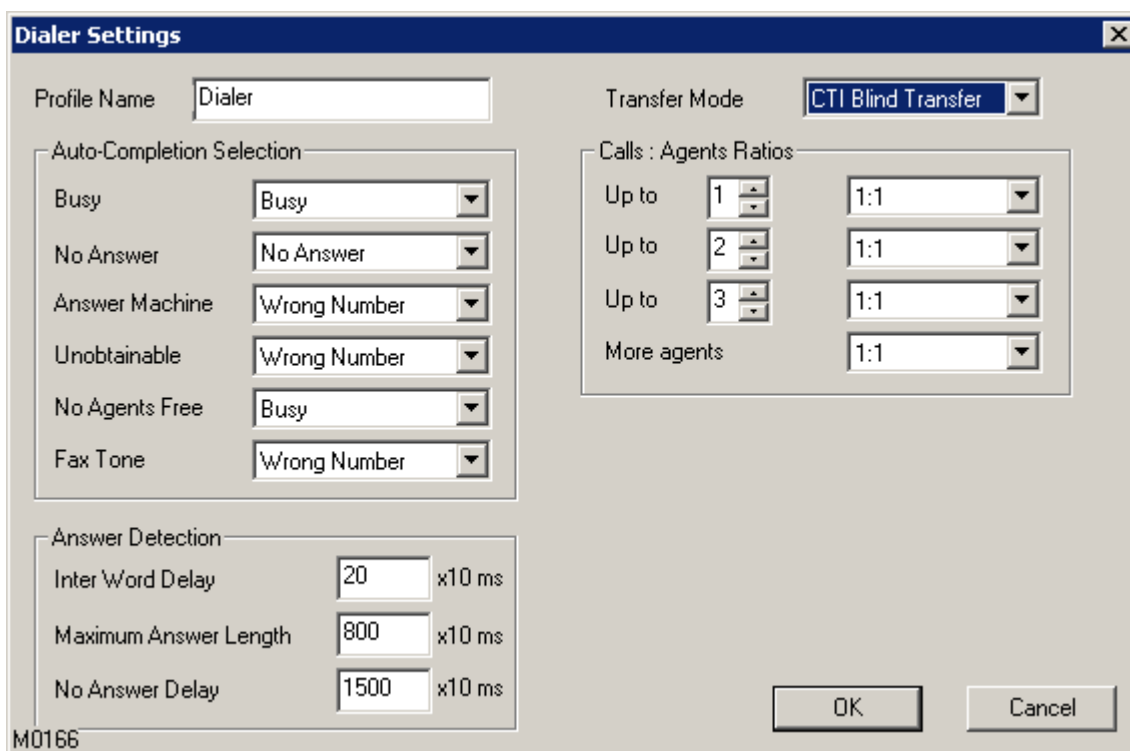 Dialer Settings
Profile Name Dialer
Transfer Mode CTI Blind Transfer
Auto-Completion Selection
Busy Busy
No Answer No Answer
Answer Machine Wrong Number
Unobtainable Wrong Number
No Agents Free Busy
Fax Tone Wrong Number
Calls : Agents Ratios
Up to 1 1:1
Up to 2 1:1
Up to 3 1:1
More agents 1:1
Answer Detection
Inter Word Delay 20 x10 ms
Maximum Answer Length 800 x10 ms
No Answer Delay 1500 x10 ms
OK Cancel
M0166